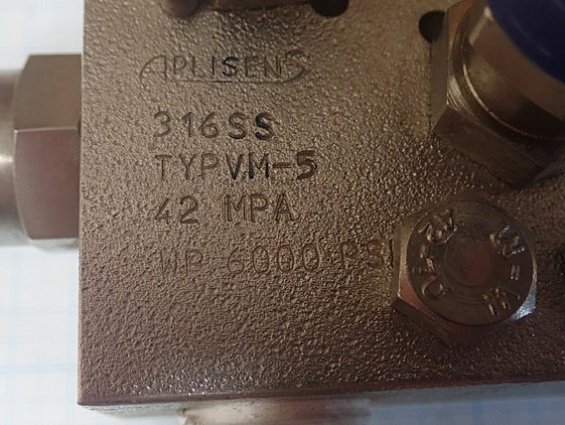 APLISENS
316SS
TYPVM-5
42 MPA
WP 6000 PSI